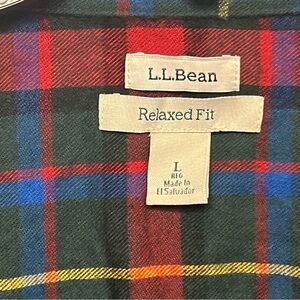 L.L.Bean
Relaxed Fit
L
REG
Made in
El Salvador